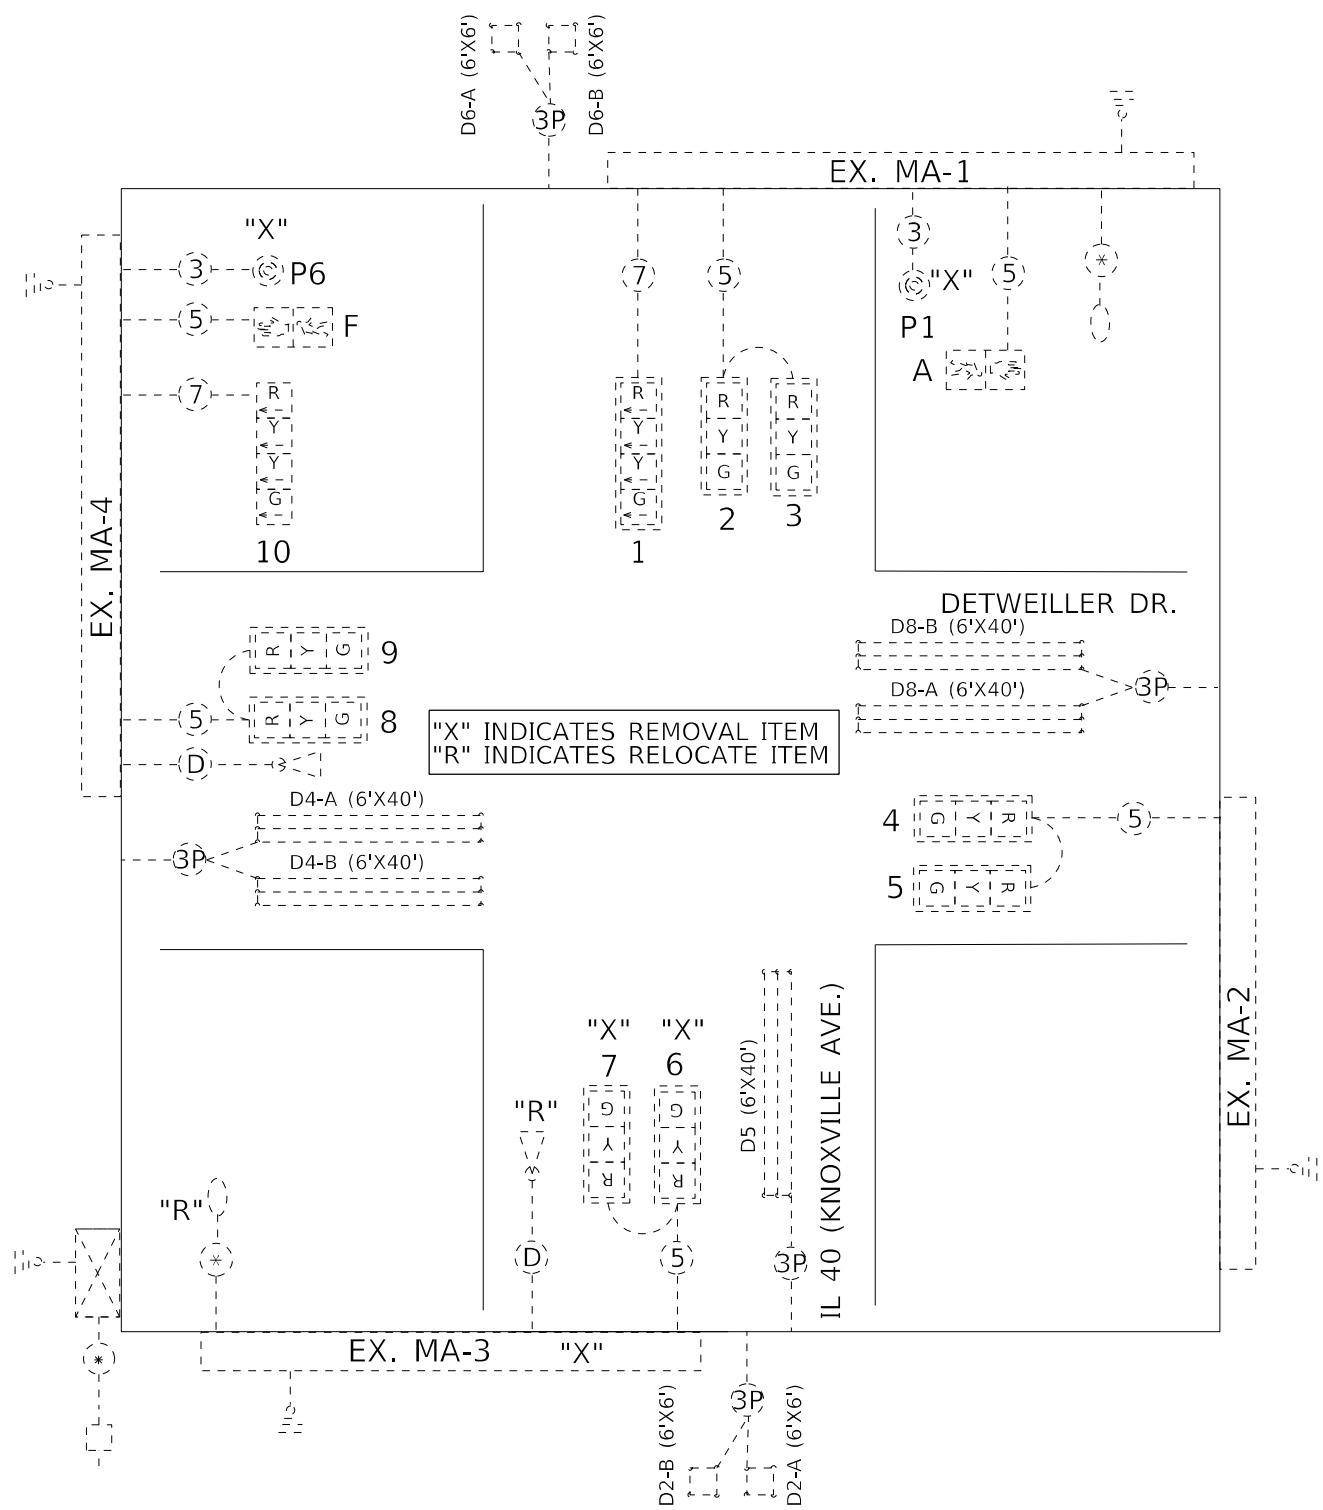 D6-A (6'X6')
D6-B (6'X6')
3P
EX. MA-1
"X"
3
P6
5
F
7
R
Y
Y
G
10
7
5
R
Y
Y
G
1
R
Y
G
2
R
Y
G
3
3
"X"
P1
5
*
A
EX. MA-4
DETWEILLER DR.
D8-B (6'X40')
D8-A (6'X40')
3P
R Y G
9
5
R Y G
8
D
"X" INDICATES REMOVAL ITEM
"R" INDICATES RELOCATE ITEM
D4-A (6'X40')
3P
D4-B (6'X40')
4
G Y R
5
5
G Y R
EX. MA-2
"X"
"X"
7
6
G
Y
R
G
Y
R
"R"
D
5
D5 (6'X40')
3P
IL 40 (KNOXVILLE AVE.)
"R"
*
*
EX. MA-3 "X"
3P
D2-B (6'X6')
D2-A (6'X6')